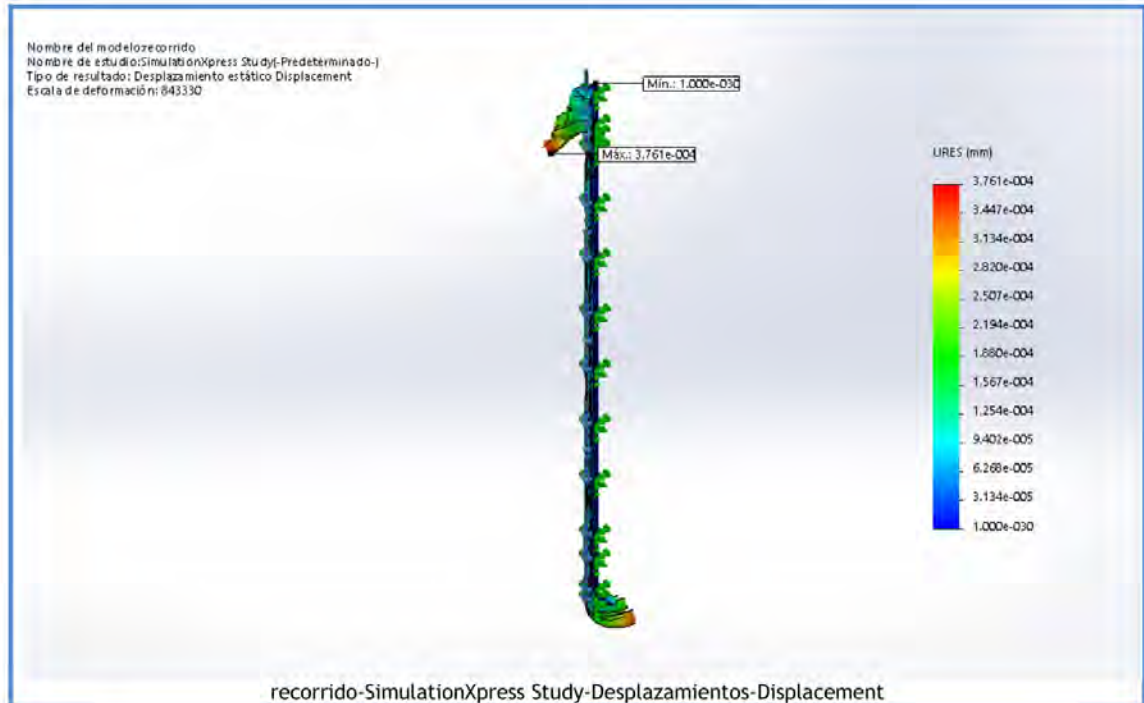 Nombre del modelo:recorrido
Nombre de estudio:SimulationXpress Study(-Predeterminado-)
Tipo de resultado: Desplazamiento estático Displacement
Escala de deformación: 843330
Mín.: 1.000e-030
Máx.: 3.761e-004
URES (mm)
3.761e-004
3.447e-004
3.134e-004
2.820e-004
2.507e-004
2.194e-004
1.880e-004
1.567e-004
1.254e-004
9.402e-005
6.268e-005
3.134e-005
1.000e-030
recorrido-SimulationXpress Study-Desplazamientos-Displacement